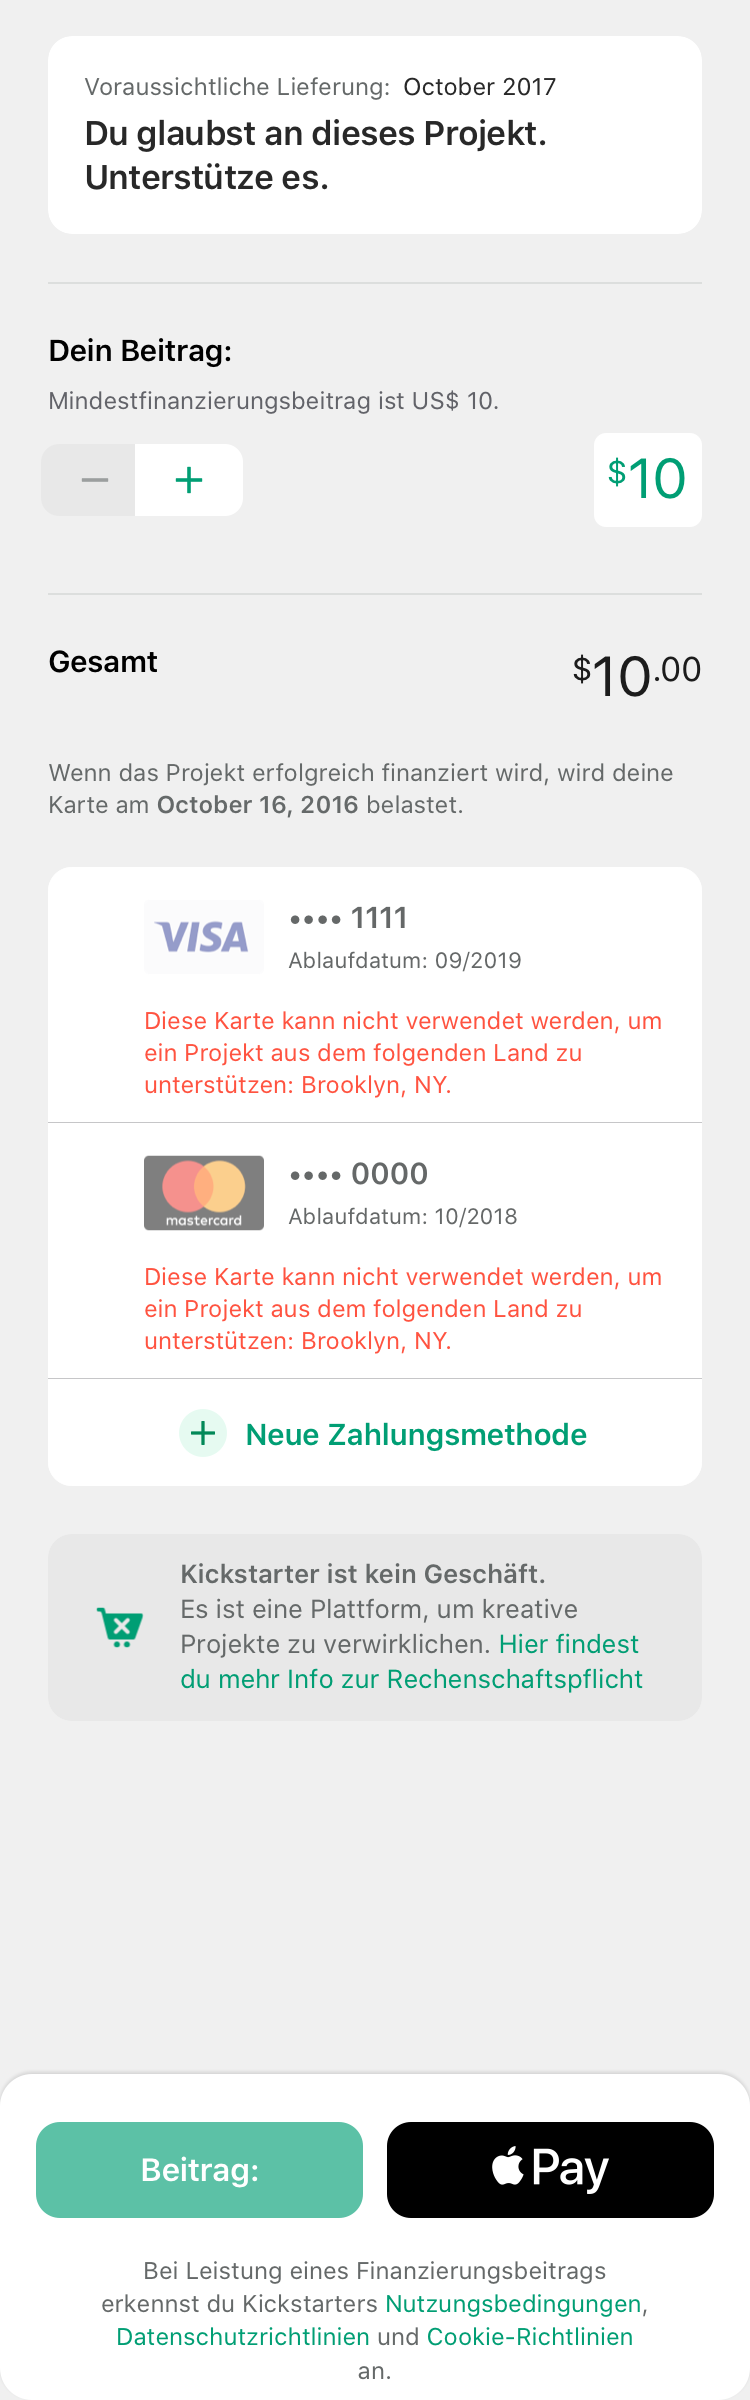 Voraussichtliche Lieferung: October 2017
Du glaubst an dieses Projekt.
Unterstütze es.
Dein Beitrag:
Mindestfinanzierungsbeitrag ist US$ 10.
− +
$10
Gesamt
$10.00
Wenn das Projekt erfolgreich finanziert wird, wird deine
Karte am October 16, 2016 belastet.
VISA
•••• 1111
Ablaufdatum: 09/2019
Diese Karte kann nicht verwendet werden, um
ein Projekt aus dem folgenden Land zu
unterstützen: Brooklyn, NY.
mastercard
•••• 0000
Ablaufdatum: 10/2018
Diese Karte kann nicht verwendet werden, um
ein Projekt aus dem folgenden Land zu
unterstützen: Brooklyn, NY.
+ Neue Zahlungsmethode
Kickstarter ist kein Geschäft.
Es ist eine Plattform, um kreative
Projekte zu verwirklichen. Hier findest
du mehr Info zur Rechenschaftspflicht
Beitrag:
Pay
Bei Leistung eines Finanzierungsbeitrags
erkennst du Kickstarters Nutzungsbedingungen,
Datenschutzrichtlinien und Cookie-Richtlinien
an.